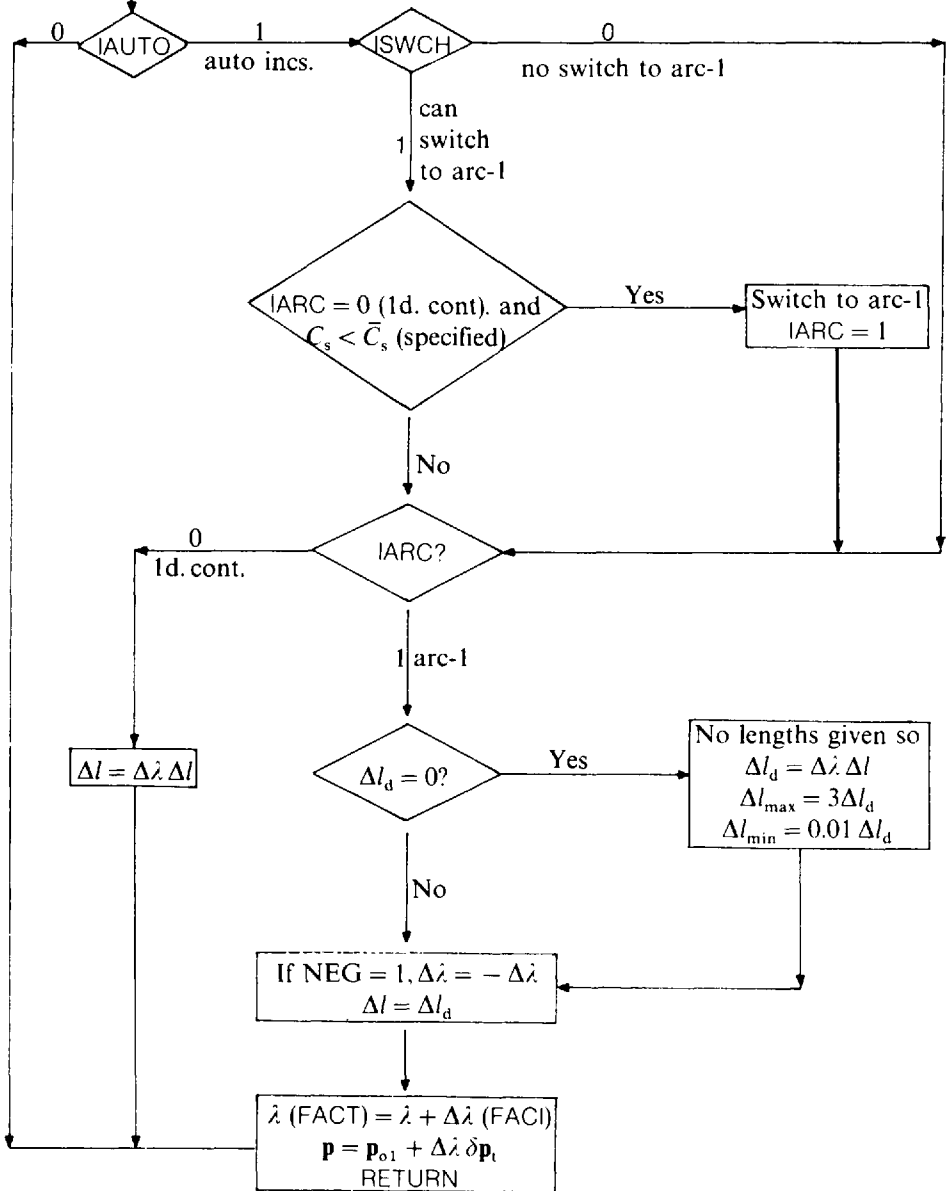 0
IAUTO
1
auto incs.
ISWCH
0
no switch to arc-1
can
1 switch
to arc-1
IARC = 0 (1d. cont). and
C_s < C̄_s (specified)
Yes
Switch to arc-1
IARC = 1
No
0
1d. cont.
IARC?
1 arc-1
Δl = Δλ Δl
Δl_d = 0?
Yes
No lengths given so
Δl_d = Δλ Δl
Δl_max = 3Δl_d
Δl_min = 0.01 Δl_d
No
If NEG = 1, Δλ = − Δλ
Δl = Δl_d
λ (FACT) = λ + Δλ (FACI)
p = p_o1 + Δλ δp_t
RETURN